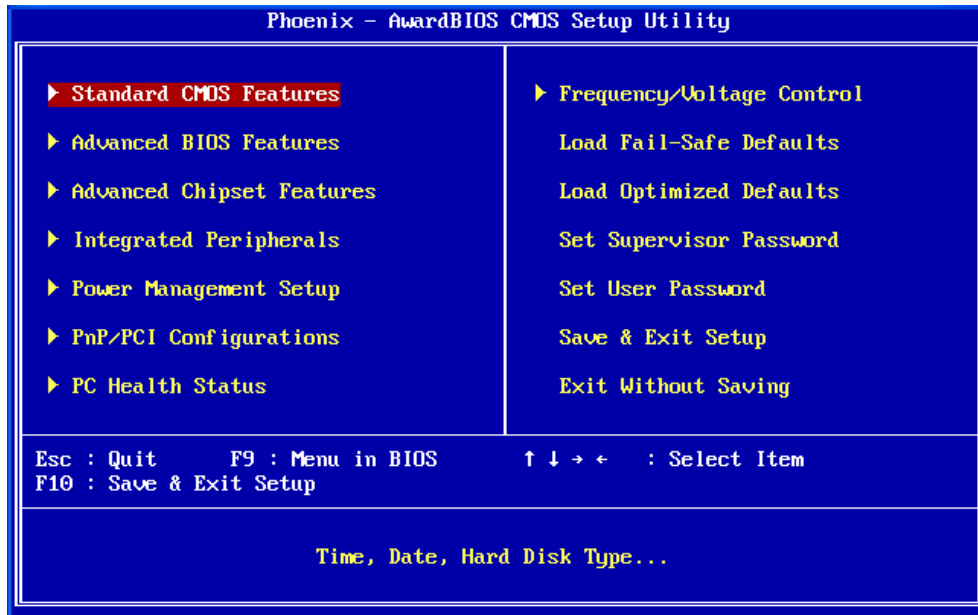 Phoenix - AwardBIOS CMOS Setup Utility
Standard CMOS Features
Advanced BIOS Features
Advanced Chipset Features
Integrated Peripherals
Power Management Setup
PnP/PCI Configurations
PC Health Status
Frequency/Voltage Control
Load Fail-Safe Defaults
Load Optimized Defaults
Set Supervisor Password
Set User Password
Save & Exit Setup
Exit Without Saving
Esc : Quit F9 : Menu in BIOS ↑ ↓ → ← : Select Item
F10 : Save & Exit Setup
Time, Date, Hard Disk Type...